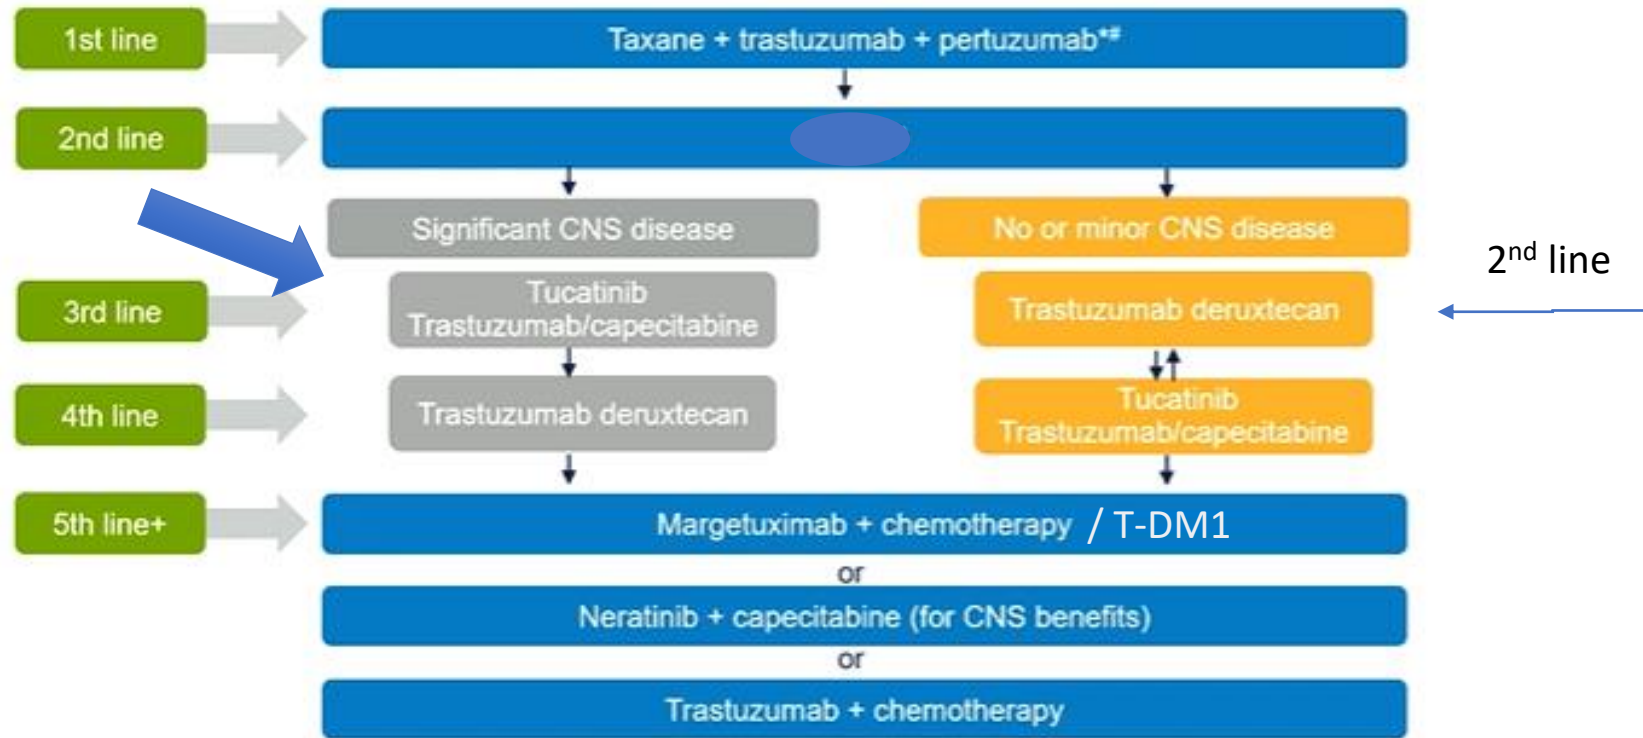 1st line
Taxane + trastuzumab + pertuzumab*#
2nd line
Significant CNS disease
No or minor CNS disease
2nd line
3rd line
Tucatinib
Trastuzumab/capecitabine
Trastuzumab deruxtecan
4th line
Trastuzumab deruxtecan
Tucatinib
Trastuzumab/capecitabine
5th line+
Margetuximab + chemotherapy / T-DM1
or
Neratinib + capecitabine (for CNS benefits)
or
Trastuzumab + chemotherapy